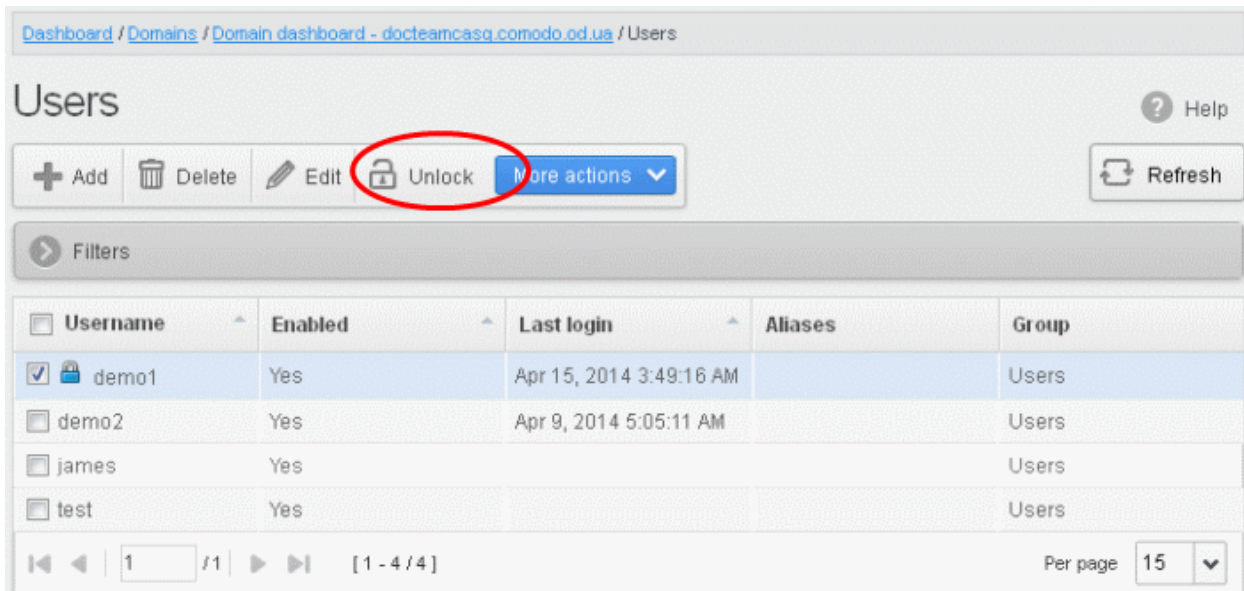 Dashboard / Domains / Domain dashboard - docteamcasg.comodo.od.ua / Users
Users
? Help
Add Delete Edit Unlock More actions Refresh
Filters
Username Enabled Last login Aliases Group
demo1 Yes Apr 15, 2014 3:49:16 AM Users
demo2 Yes Apr 9, 2014 5:05:11 AM Users
james Yes Users
test Yes Users
1 /1 [1-4/4] Per page 15